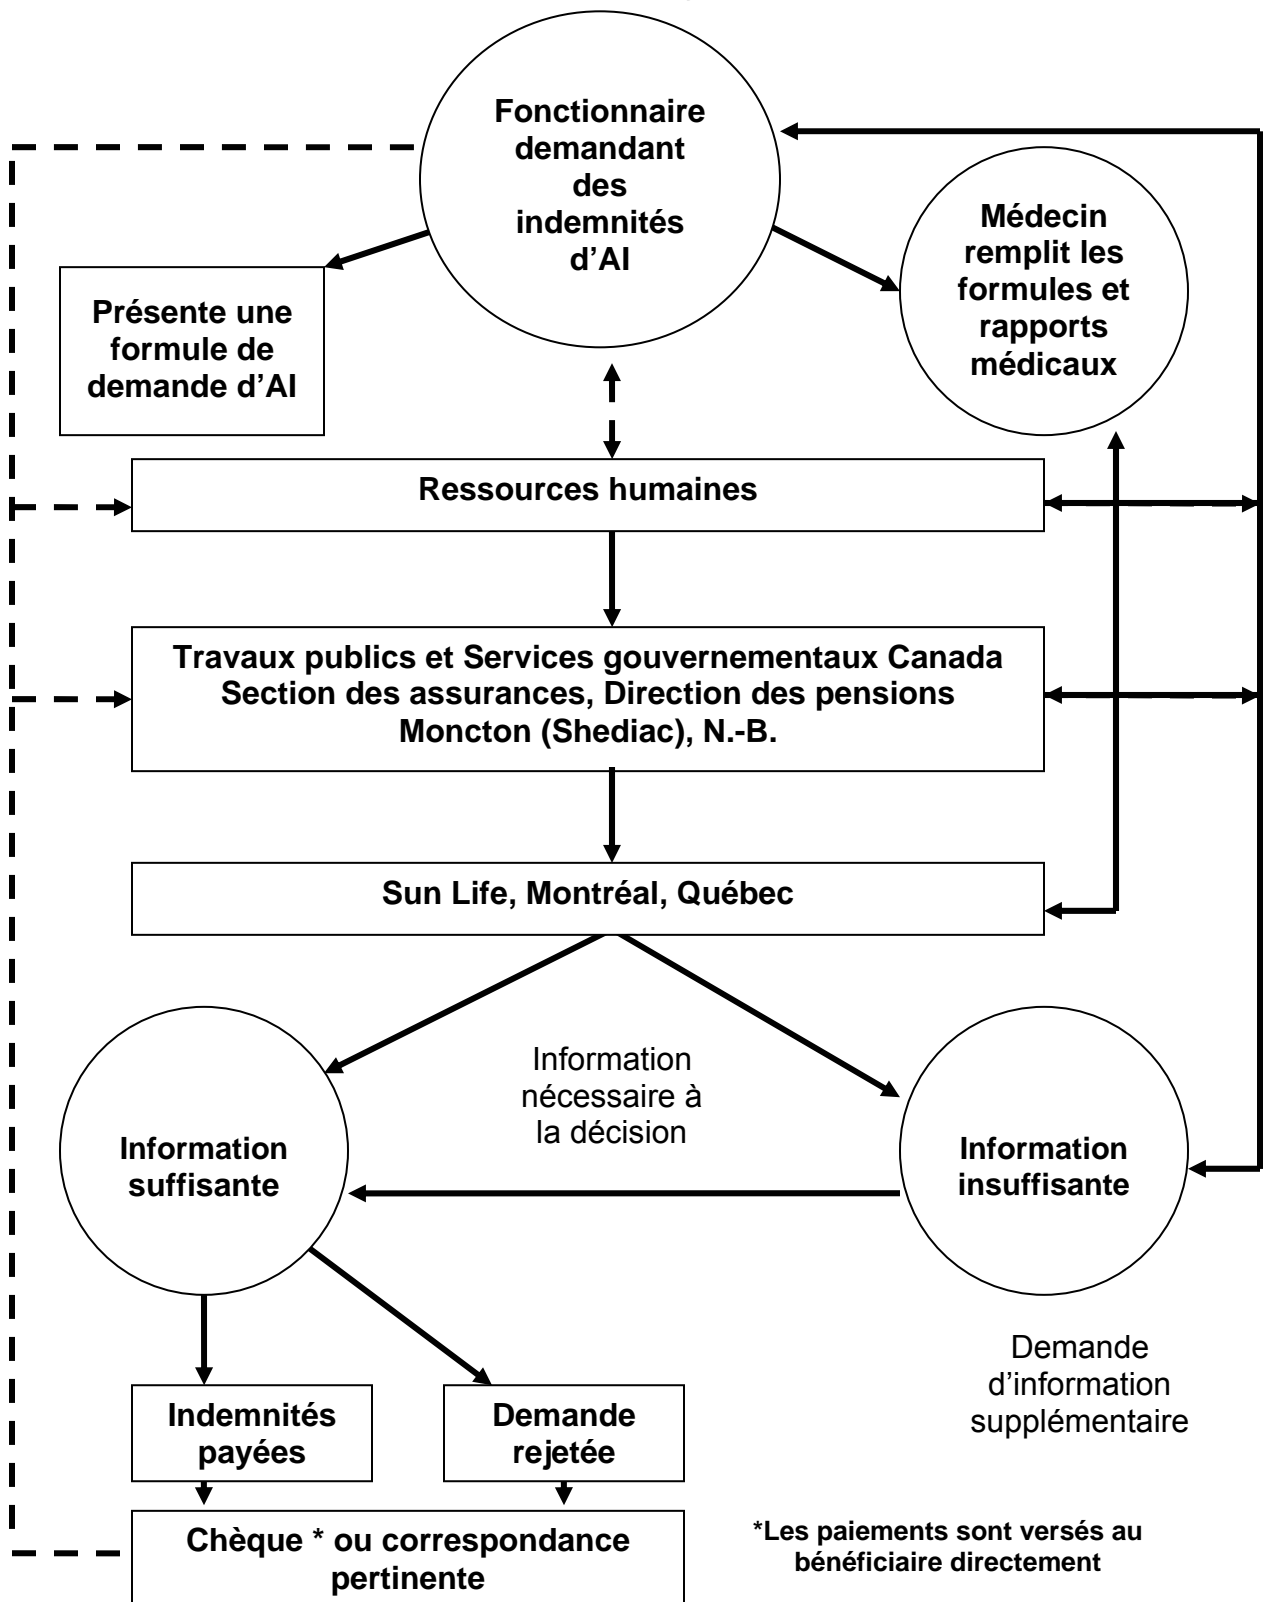 Fonctionnaire
demandant
des
indemnités
d’AI
Médecin
remplit les
formules et
rapports
médicaux
Présente une
formule de
demande d’AI
Ressources humaines
Travaux publics et Services gouvernementaux Canada
Section des assurances, Direction des pensions
Moncton (Shediac), N.-B.
Sun Life, Montréal, Québec
Information
nécessaire à
la décision
Information
suffisante
Information
insuffisante
Demande
d’information
supplémentaire
Indemnités
payées
Demande
rejetée
Chèque * ou correspondance
pertinente
*Les paiements sont versés au
bénéficiaire directement